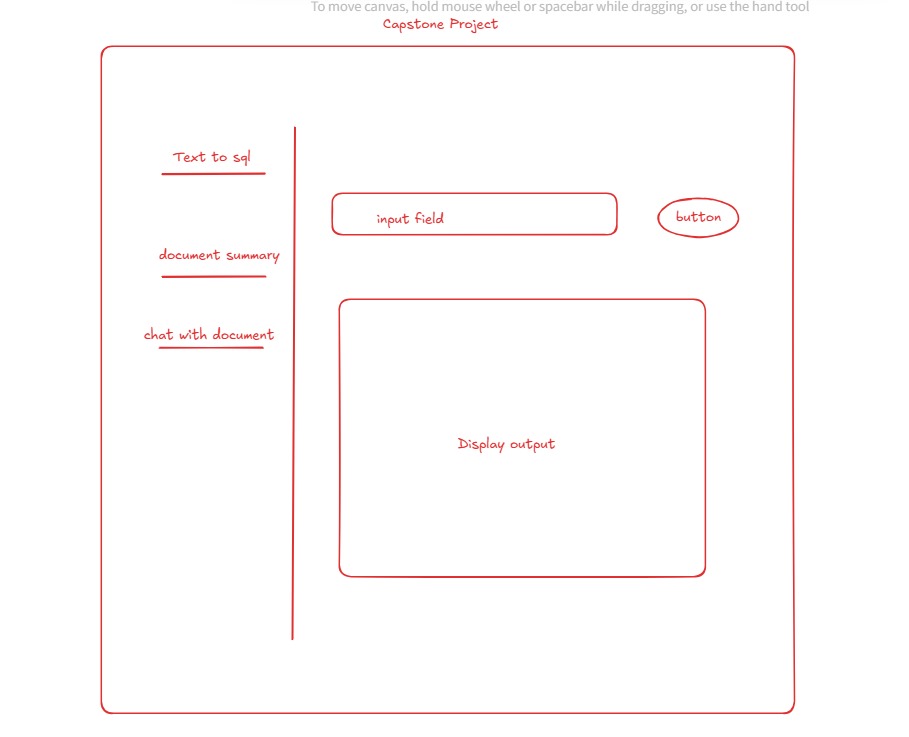 To move canvas, hold mouse wheel or spacebar while dragging, or use the hand tool
Capstone Project
Text to sql
input field
button
document summary
chat with document
Display output